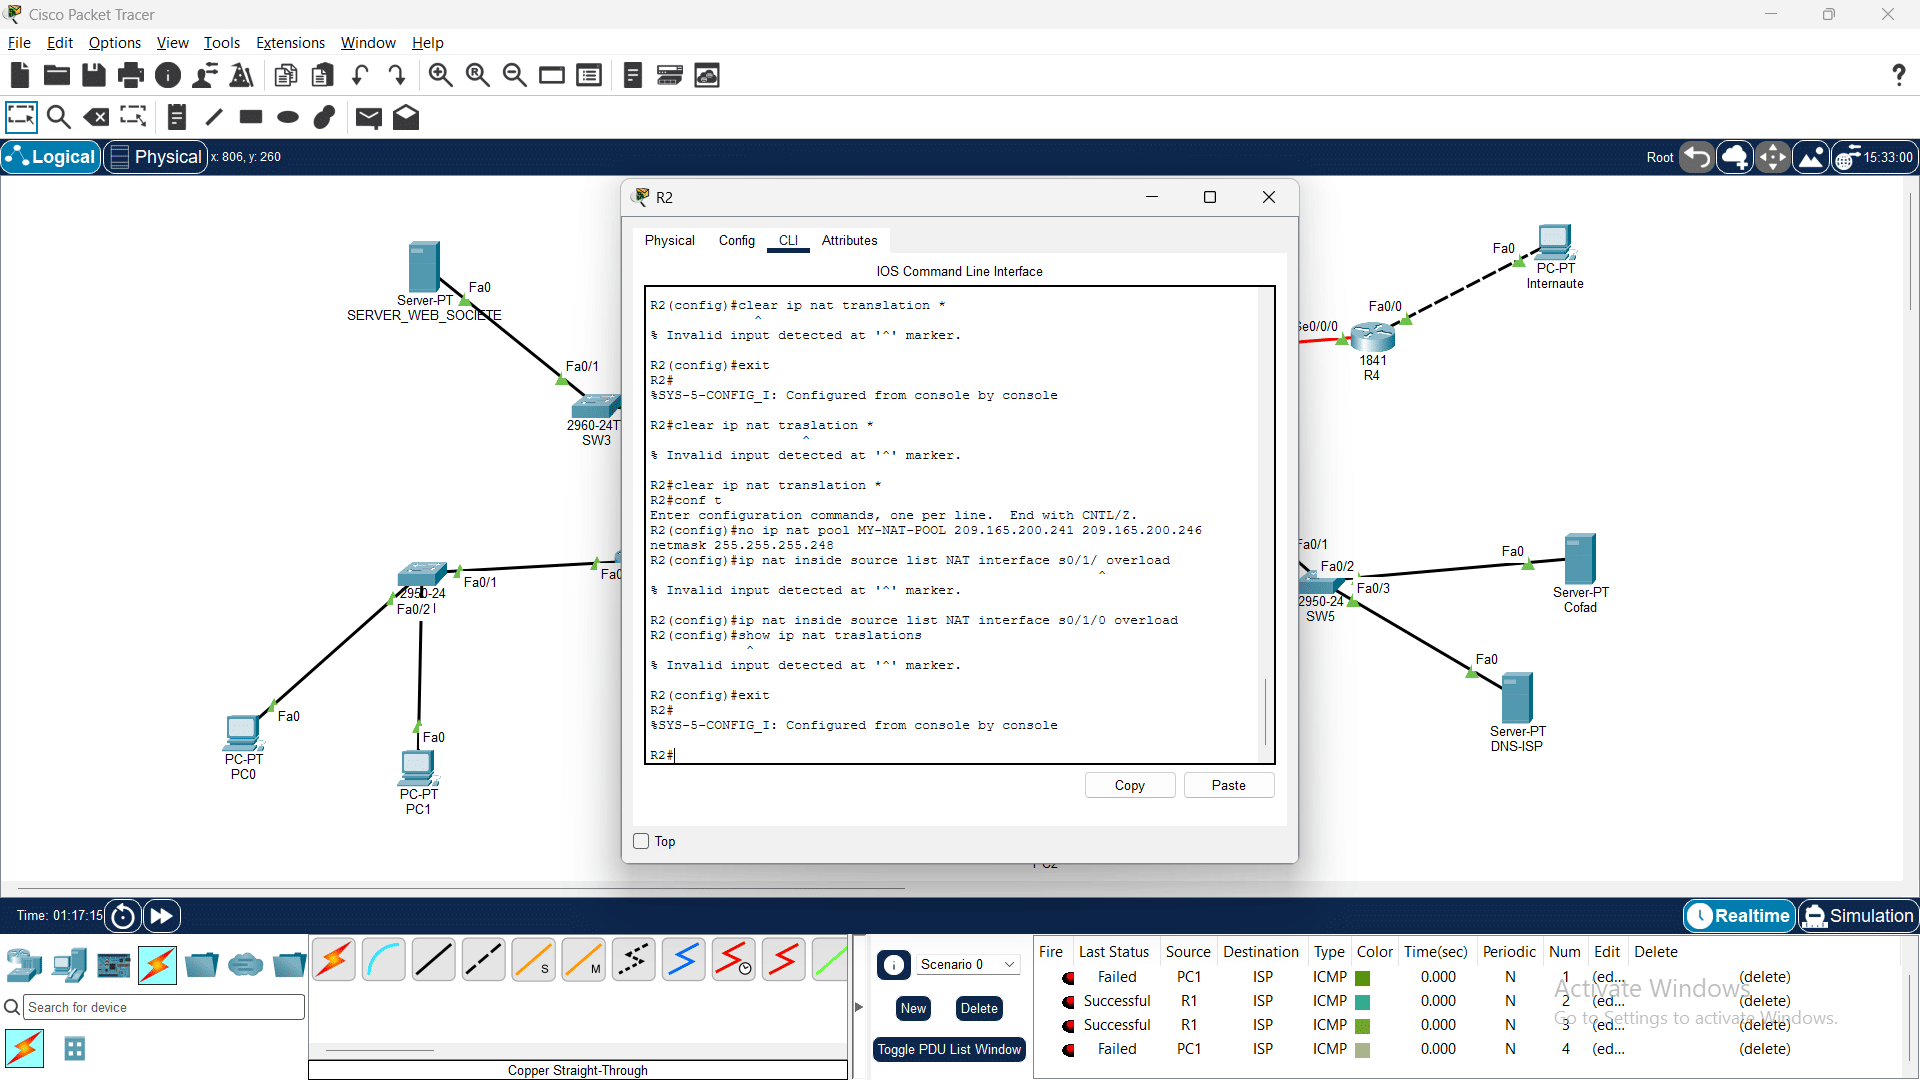 Cisco Packet Tracer
File Edit Options View Tools Extensions Window Help
Logical Physical x: 806, y: 260 Root 15:33:00
Server-PT
SERVER_WEB_SOCIETE
Fa0
Fa0/1
2960-24T
SW3
2950-24
Fa0/1
Fa0/2
Fa0
PC-PT
PC0
Fa0
PC-PT
PC1
R2
Physical Config CLI Attributes
IOS Command Line Interface
R2(config)#clear ip nat translation *
^
% Invalid input detected at '^' marker.
R2(config)#exit
R2#
%SYS-5-CONFIG_I: Configured from console by console
R2#clear ip nat traslation *
^
% Invalid input detected at '^' marker.
R2#clear ip nat translation *
R2#conf t
Enter configuration commands, one per line.  End with CNTL/Z.
R2(config)#no ip nat pool MY-NAT-POOL 209.165.200.241 209.165.200.246
netmask 255.255.255.248
R2(config)#ip nat inside source list NAT interface s0/1/ overload
^
% Invalid input detected at '^' marker.
R2(config)#ip nat inside source list NAT interface s0/1/0 overload
R2(config)#show ip nat traslations
^
% Invalid input detected at '^' marker.
R2(config)#exit
R2#
%SYS-5-CONFIG_I: Configured from console by console
R2#
Copy Paste
Top
Fa0
PC-PT
Internaute
Fa0/0
Se0/0/0
1841
R4
Fa0/1
Fa0/2
Fa0/3
2950-24
SW5
Fa0
Server-PT
Cofad
Fa0
Server-PT
DNS-ISP
Time: 01:17:15 Realtime Simulation
Search for device
S M
Copper Straight-Through
Scenario 0
New Delete
Toggle PDU List Window
Fire Last Status Source Destination Type Color Time(sec) Periodic Num Edit Delete
Failed PC1 ISP ICMP 0.000 N 1 (ed... (delete)
Successful R1 ISP ICMP 0.000 N 2 (ed... (delete)
Successful R1 ISP ICMP 0.000 N 3 (ed... (delete)
Failed PC1 ISP ICMP 0.000 N 4 (ed... (delete)
Activate Windows
Go to Settings to activate Windows.